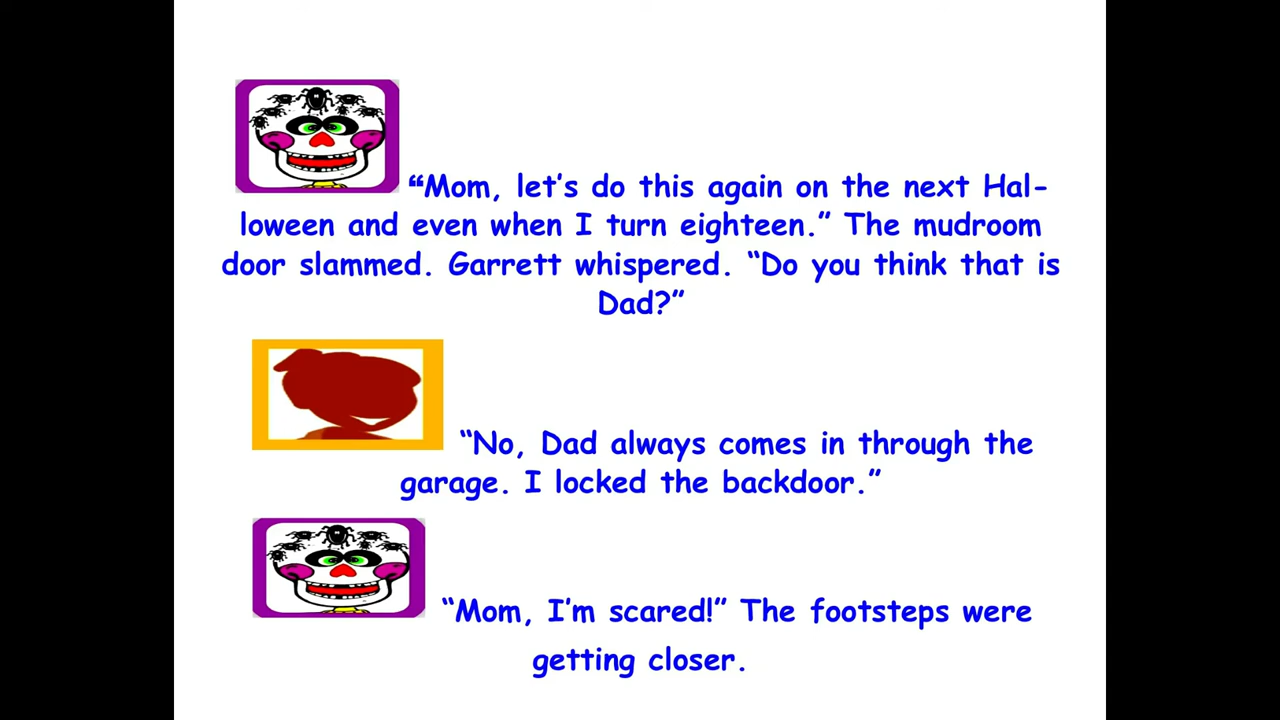 “Mom, let’s do this again on the next Hal-
loween and even when I turn eighteen.” The mudroom
door slammed. Garrett whispered. “Do you think that is
Dad?”
“No, Dad always comes in through the
garage. I locked the backdoor.”
“Mom, I’m scared!” The footsteps were
getting closer.